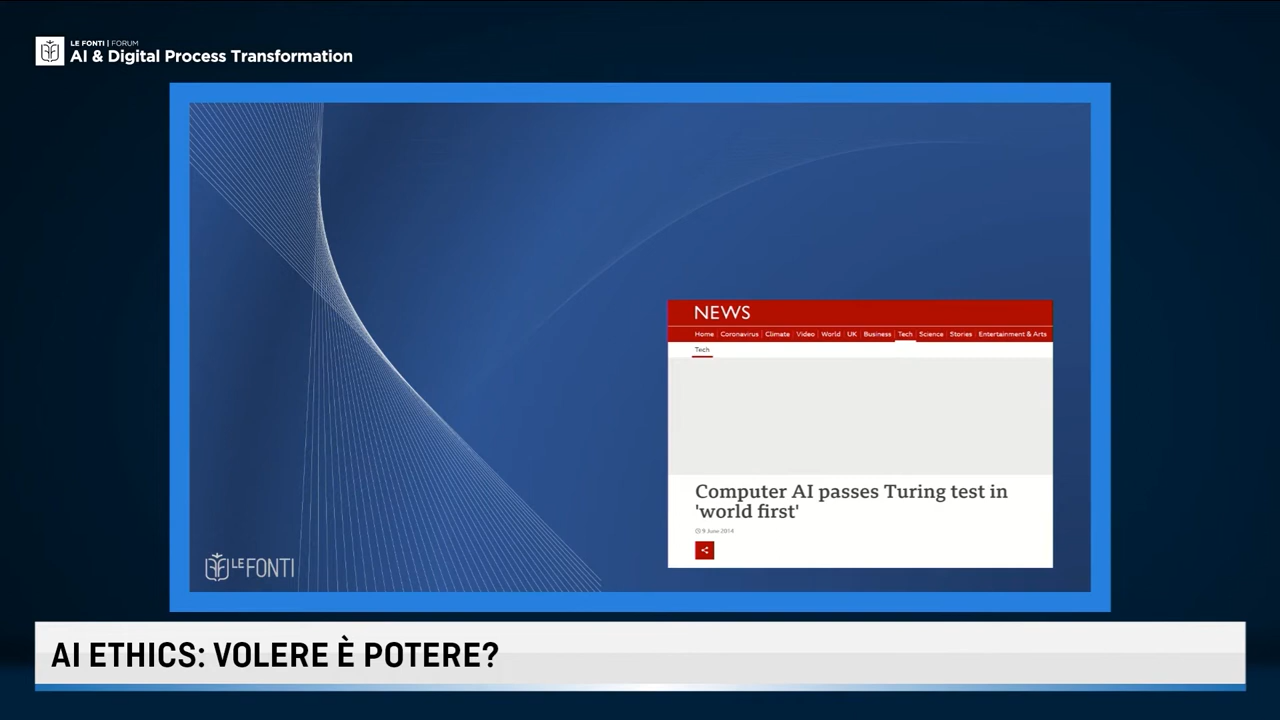 LE FONTI | FORUM
AI & Digital Process Transformation
NEWS
Home Coronavirus Climate Video World UK Business Tech Science Stories Entertainment & Arts
Tech
Computer AI passes Turing test in
'world first'
9 June 2014
LE FONTI
AI ETHICS: VOLERE È POTERE?